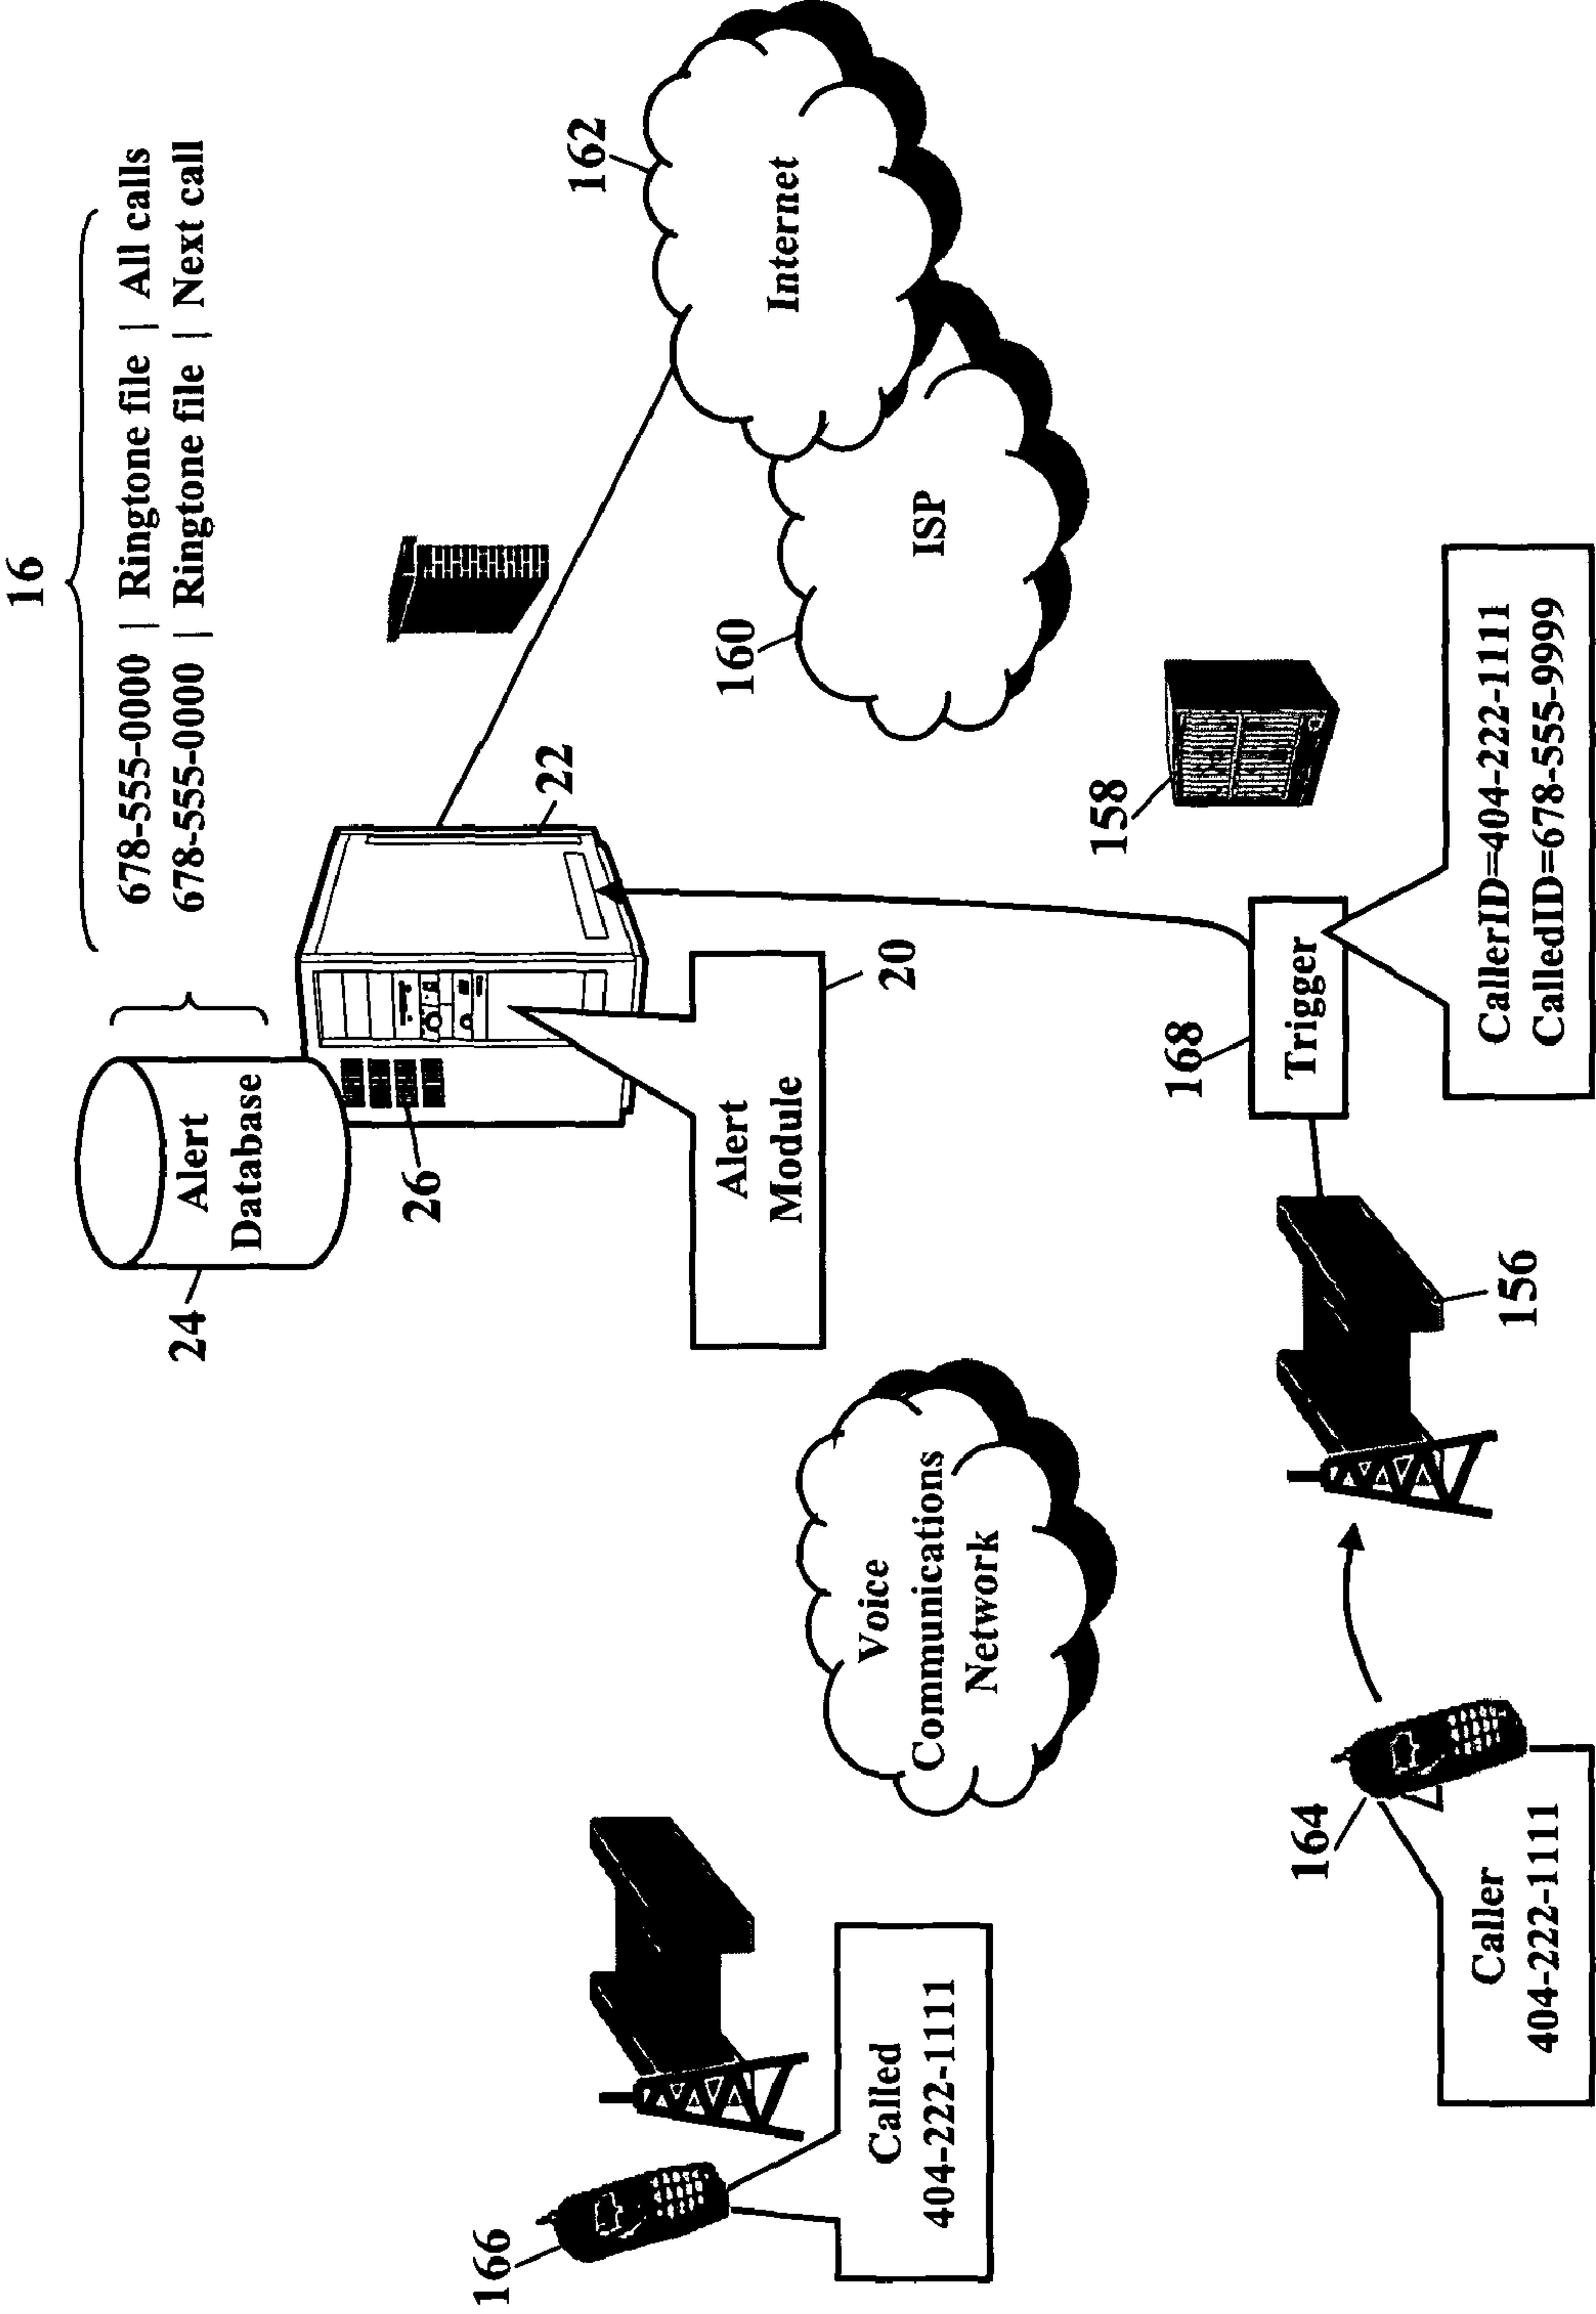 16
678-555-0000 | Ringtone file | All calls
678-555-0000 | Ringtone file | Next call
24
Alert
Database
26
22
Alert
Module
20
162
Internet
160
ISP
158
166
Called
404-222-1111
Voice
Communications
Network
164
Caller
404-222-1111
156
168
Trigger
CallerID=404-222-1111
CalledID=678-555-9999